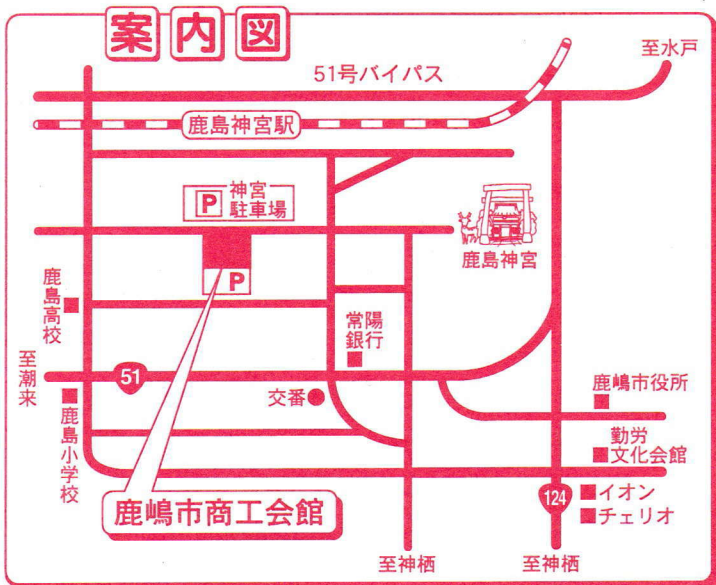 案内図
至水戸
51号バイパス
鹿島神宮駅
P
神宮
駐車場
鹿島神宮
P
鹿島高校
常陽
銀行
至潮来
51
鹿嶋市役所
交番
鹿島小学校
勤労
文化会館
124
イオン
チェリオ
鹿嶋市商工会館
至神栖
至神栖